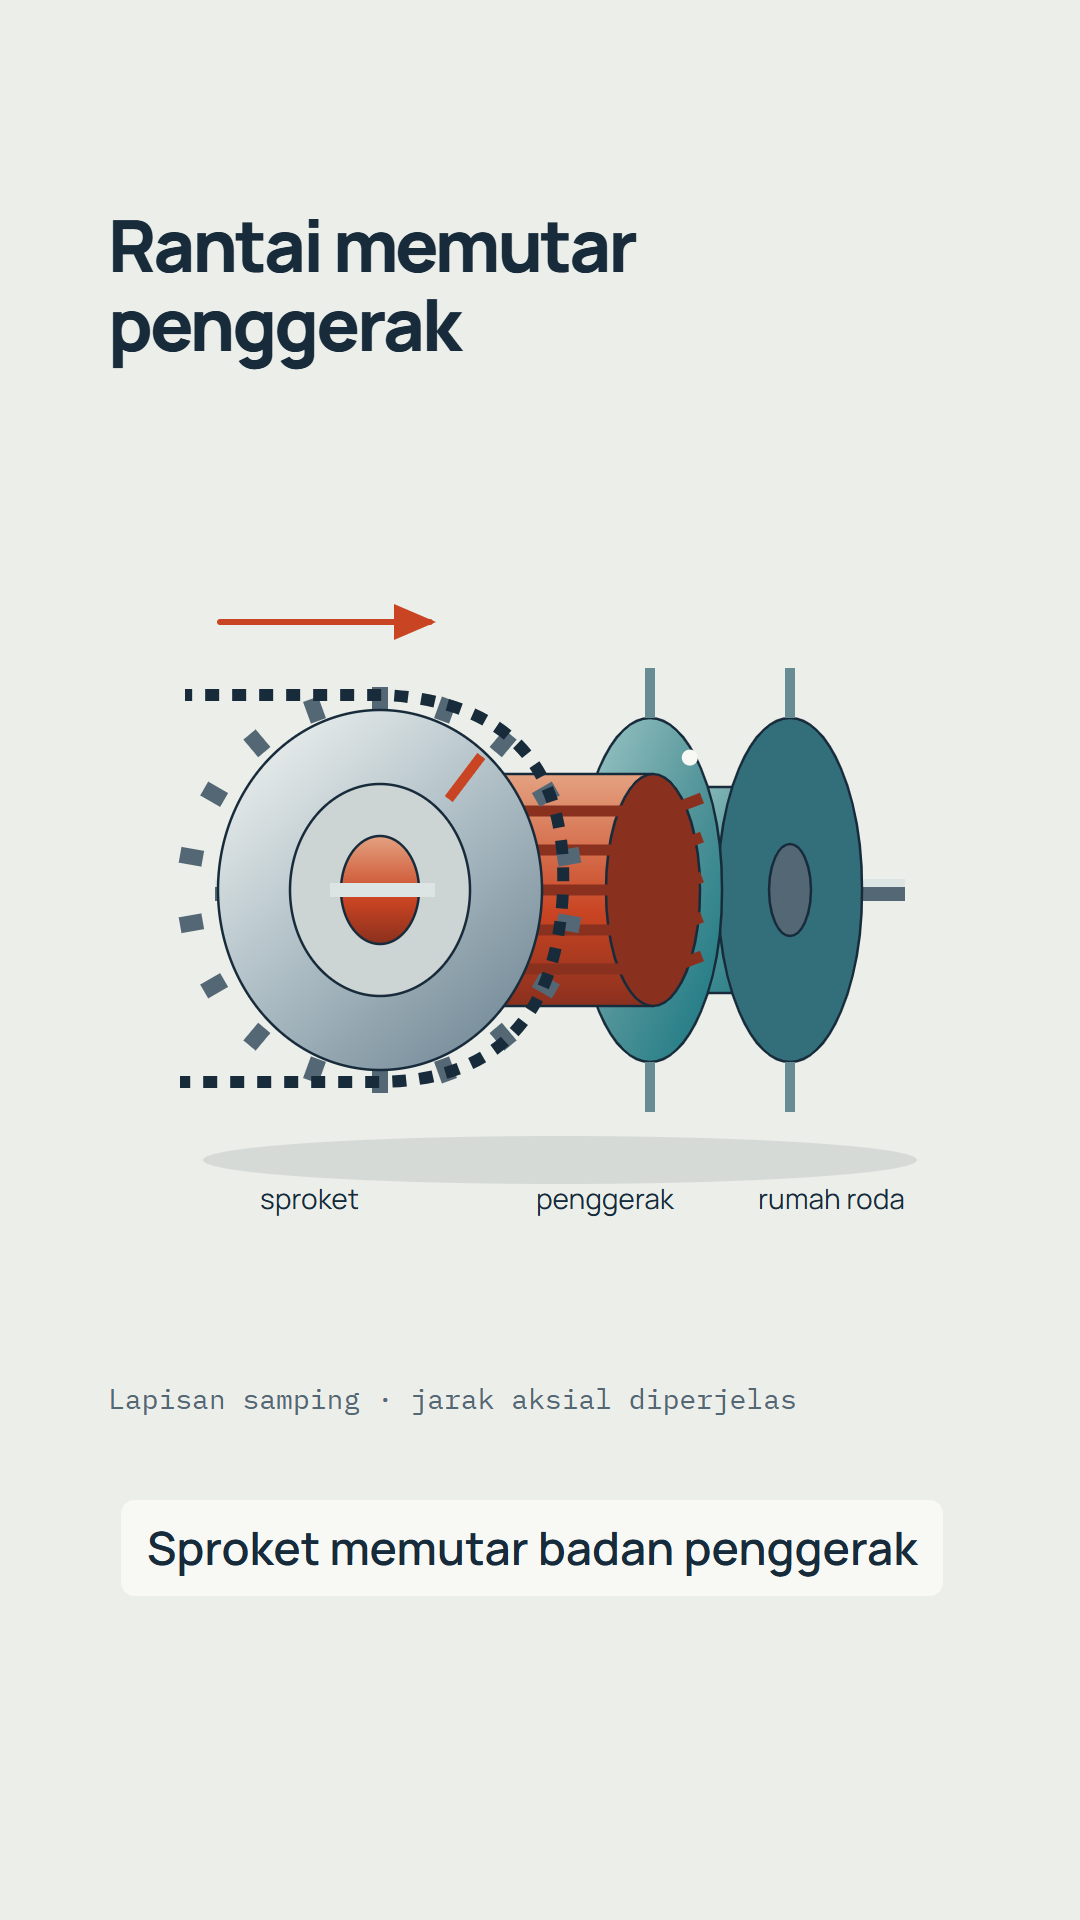 Rantai memutar
penggerak
sproket
penggerak
rumah roda
Lapisan samping · jarak aksial diperjelas
Sproket memutar badan penggerak